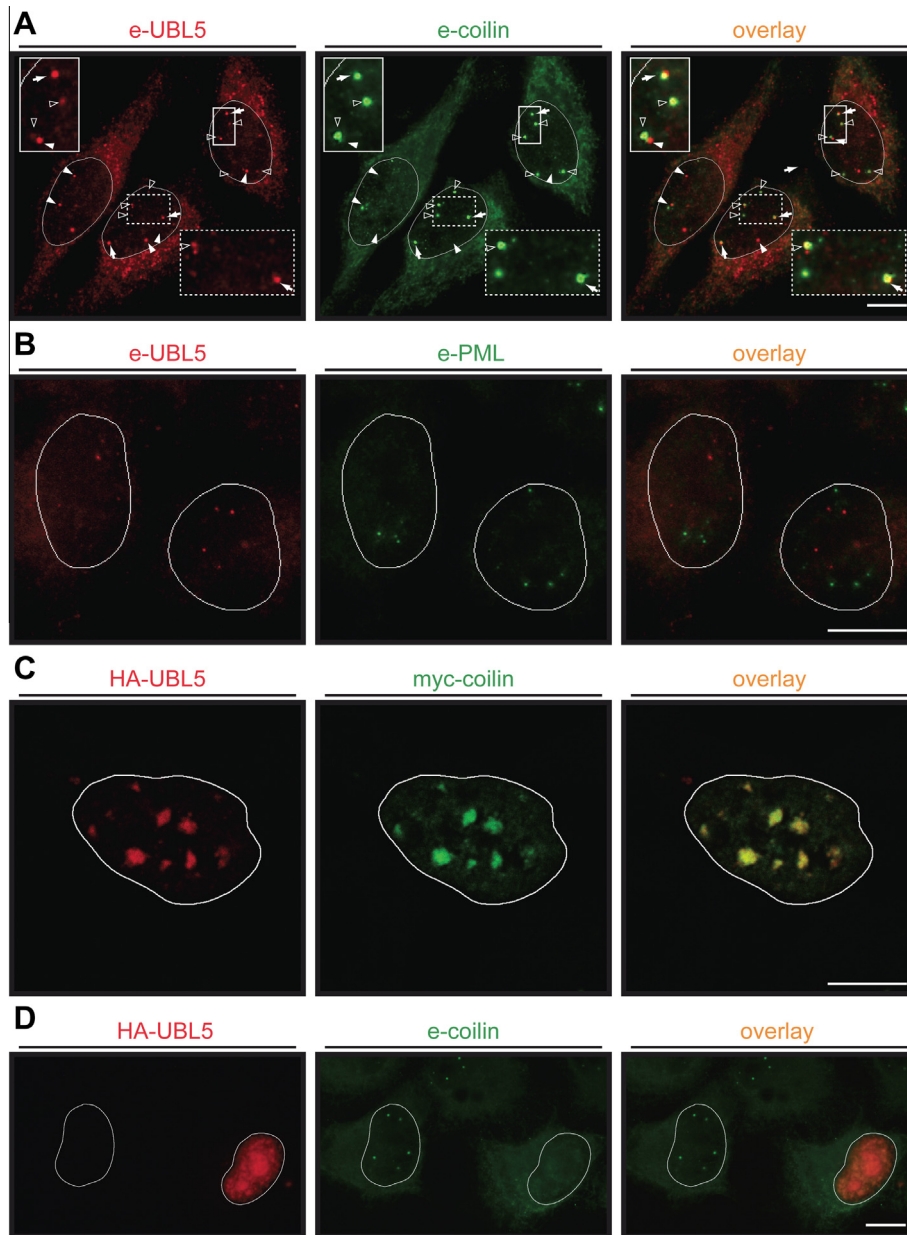 A
e-UBL5 e-coilin overlay
B
e-UBL5 e-PML overlay
C
HA-UBL5 myc-coilin overlay
D
HA-UBL5 e-coilin overlay